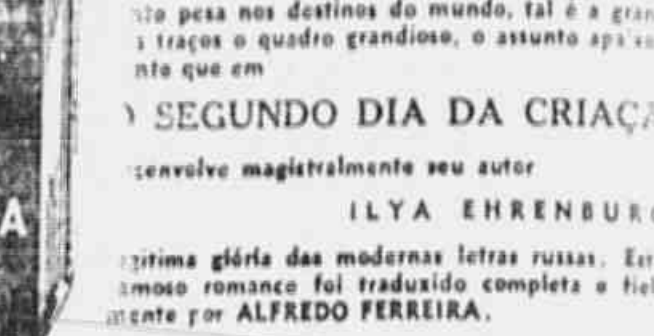 pesa nos destinos do mundo, tal é a
traços o quadro grandioso, o assunto
que em
SEGUNDO DIA DA
magistralmente seu autor
ILYA
glória das modernas letras russas.
romance foi traduzido completa e
por ALFREDO FERREIRA.
A